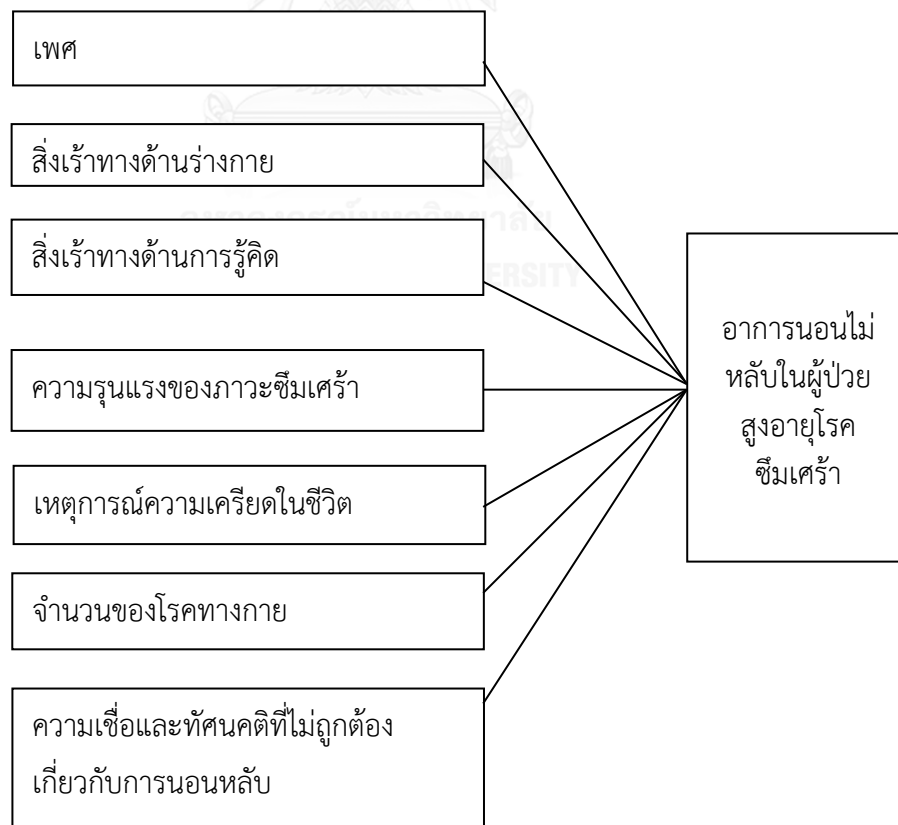 เพศ
สิ่งเร้าทางด้านร่างกาย
สิ่งเร้าทางด้านการรู้คิด
ความรุนแรงของภาวะซึมเศร้า
เหตุการณ์ความเครียดในชีวิต
จำนวนของโรคทางกาย
ความเชื่อและทัศนคติที่ไม่ถูกต้อง
เกี่ยวกับการนอนหลับ
อาการนอนไม่
หลับในผู้ป่วย
สูงอายุโรค
ซึมเศร้า